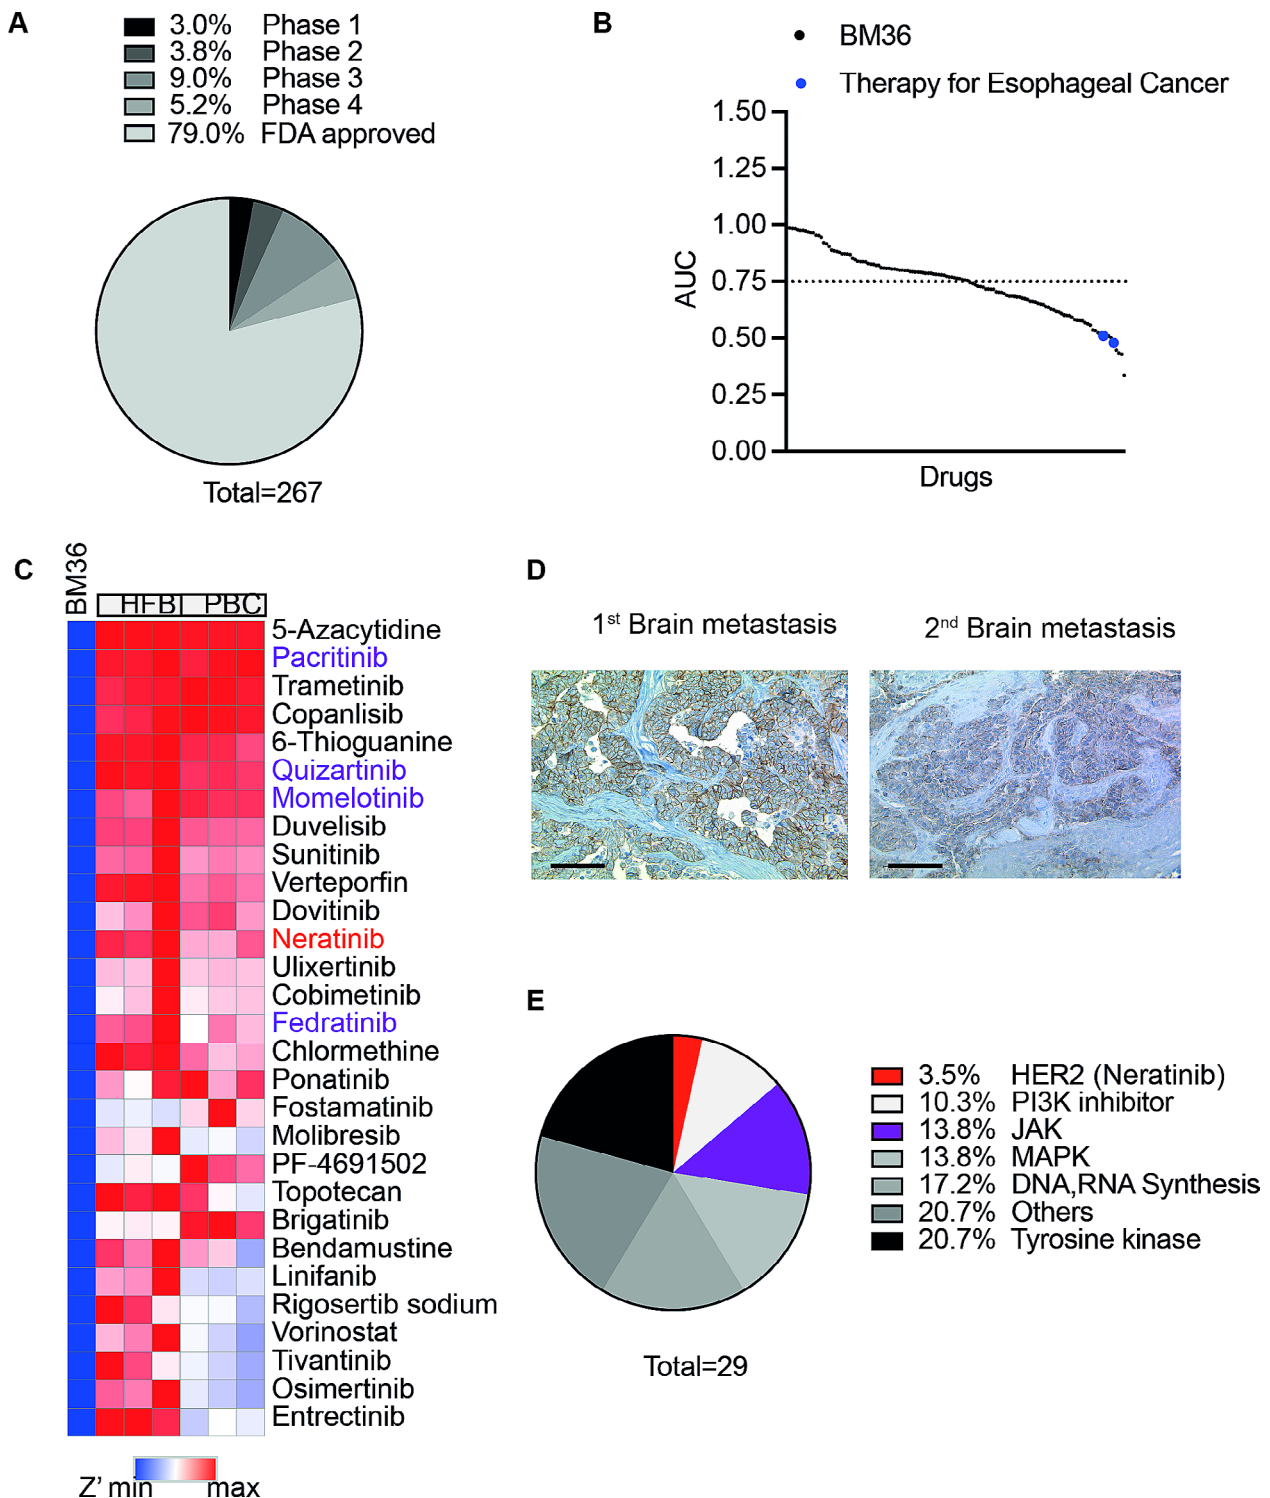 A
3.0% Phase 1
3.8% Phase 2
9.0% Phase 3
5.2% Phase 4
79.0% FDA approved
Total=267
B
BM36
Therapy for Esophageal Cancer
1.50
1.25
1.00
0.75
0.50
0.25
0.00
AUC
Drugs
C
BM36
HFB
PBC
5-Azacytidine
Pacritinib
Trametinib
Copanlisib
6-Thioguanine
Quizartinib
Momelotinib
Duvelisib
Sunitinib
Verteporfin
Dovitinib
Neratinib
Ulixertinib
Cobimetinib
Fedratinib
Chlormethine
Ponatinib
Fostamatinib
Molibresib
PF-4691502
Topotecan
Brigatinib
Bendamustine
Linifanib
Rigosertib sodium
Vorinostat
Tivantinib
Osimertinib
Entrectinib
Z' min max
D
1st Brain metastasis
2nd Brain metastasis
E
3.5% HER2 (Neratinib)
10.3% PI3K inhibitor
13.8% JAK
13.8% MAPK
17.2% DNA,RNA Synthesis
20.7% Others
20.7% Tyrosine kinase
Total=29